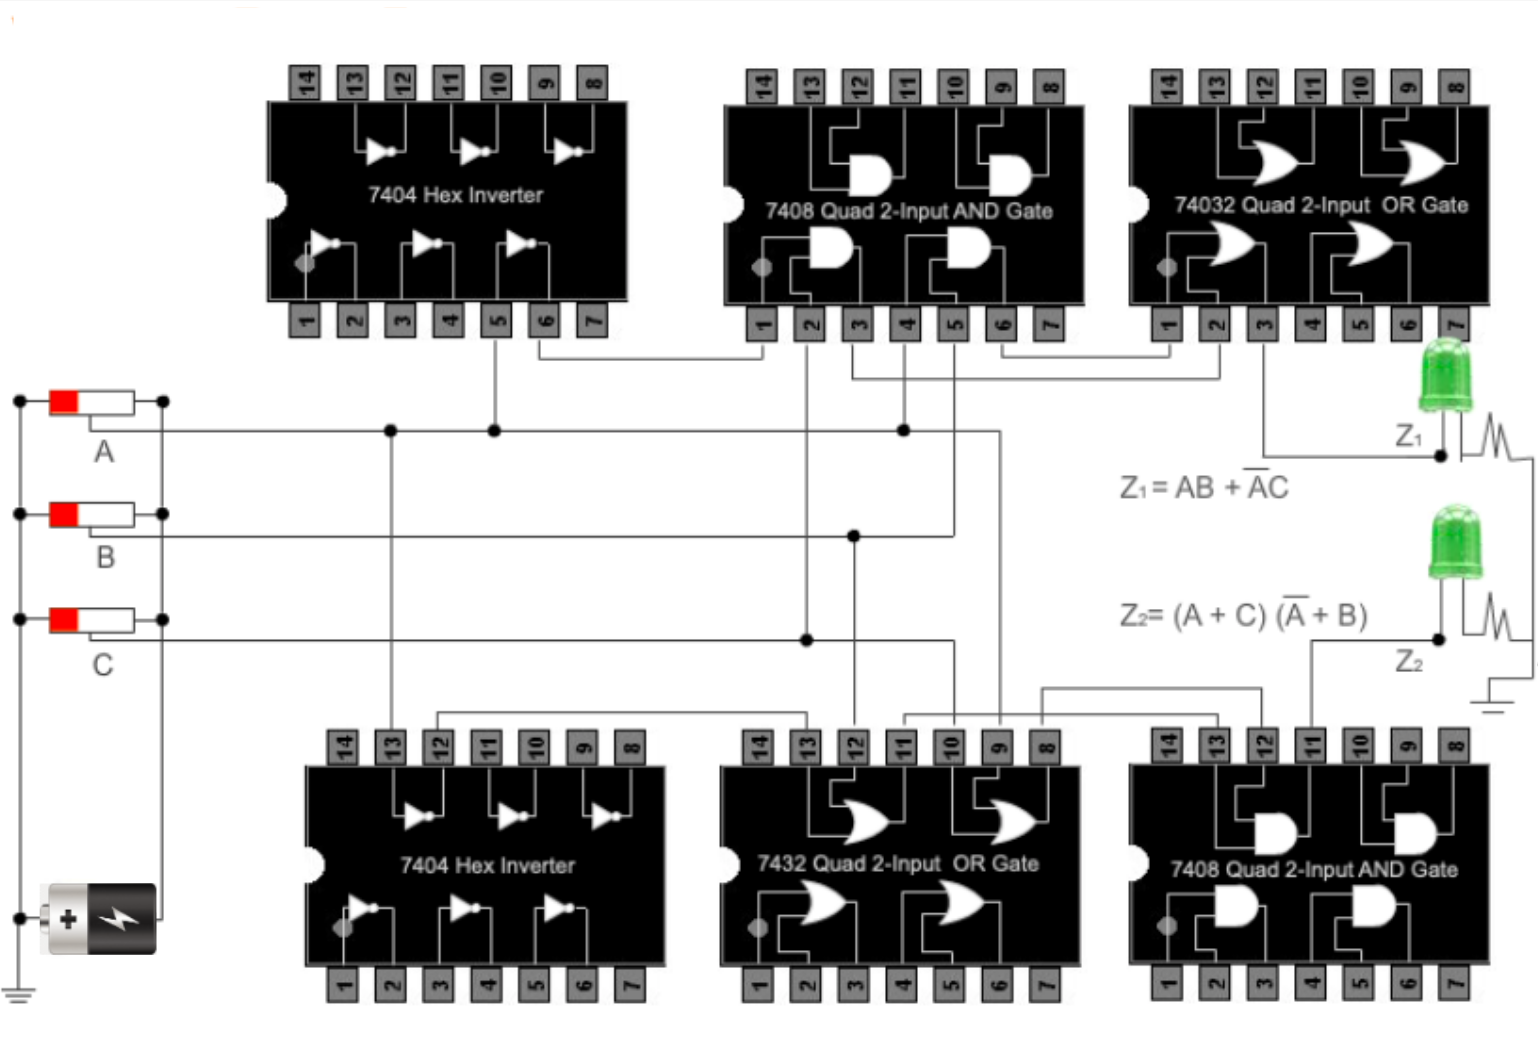 14 13 12 11 10 9 8
7404 Hex Inverter
1 2 3 4 5 6 7
14 13 12 11 10 9 8
7408 Quad 2-Input AND Gate
1 2 3 4 5 6 7
14 13 12 11 10 9 8
74032 Quad 2-Input OR Gate
1 2 3 4 5 6 7
A
B
C
Z₁
Z₁ = AB + A̅C
Z₂= (A + C) (A̅ + B)
Z₂
+
14 13 12 11 10 9 8
7404 Hex Inverter
1 2 3 4 5 6 7
14 13 12 11 10 9 8
7432 Quad 2-Input OR Gate
1 2 3 4 5 6 7
14 13 12 11 10 9 8
7408 Quad 2-Input AND Gate
1 2 3 4 5 6 7